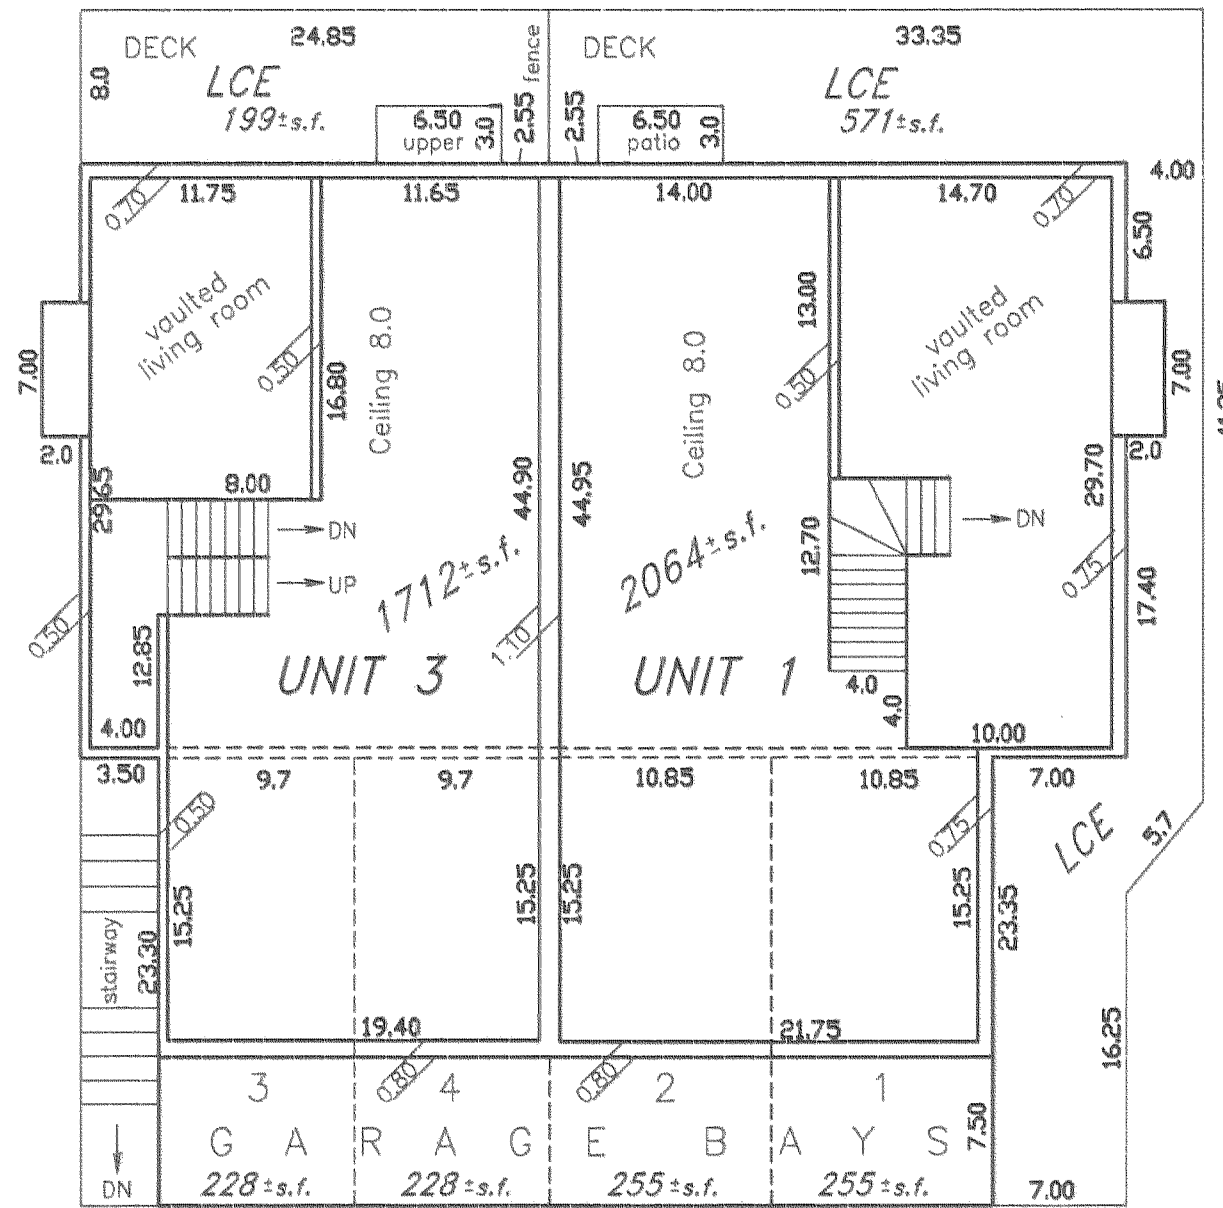 DECK
24.85
fence
DECK
33.35
8.0
LCE
LCE
199±s.f.
571±s.f.
6.50
upper
3.0
2.55
2.55
6.50
patio
3.0
4.00
0.70
11.75
11.65
14.00
14.70
0.70
6.50
vaulted
living room
Ceiling 8.0
13.00
Ceiling 8.0
vaulted
living room
0.50
16.80
0.50
7.00
7.00
2.0
2.0
29.65
8.00
44.90
44.95
29.70
DN
UP
12.70
DN
1712±s.f.
2064±s.f.
0.75
17.40
0.50
12.85
1.10
UNIT 3
UNIT 1
4.0
4.0
4.00
10.00
3.50
9.7
9.7
10.85
10.85
7.00
0.50
0.75
LCE
5.7
15.25
15.25
15.25
15.25
23.35
stairway
23.30
19.40
21.75
16.25
0.80
0.80
3
4
2
1
GARAGE BAYS
7.50
228±s.f.
228±s.f.
255±s.f.
255±s.f.
DN
7.00